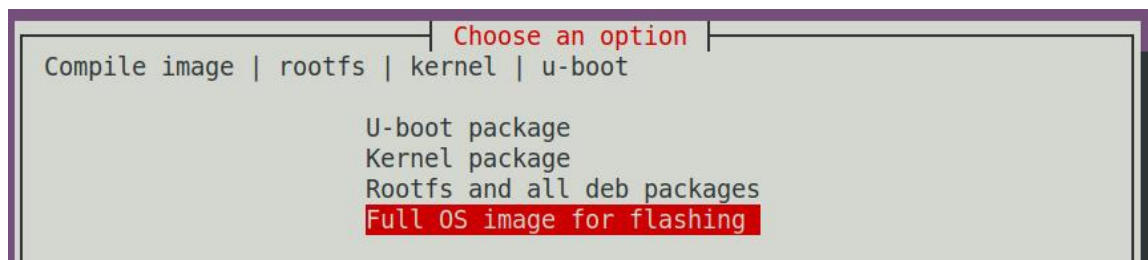 Choose an option
Compile image | rootfs | kernel | u-boot
U-boot package
Kernel package
Rootfs and all deb packages
Full OS image for flashing